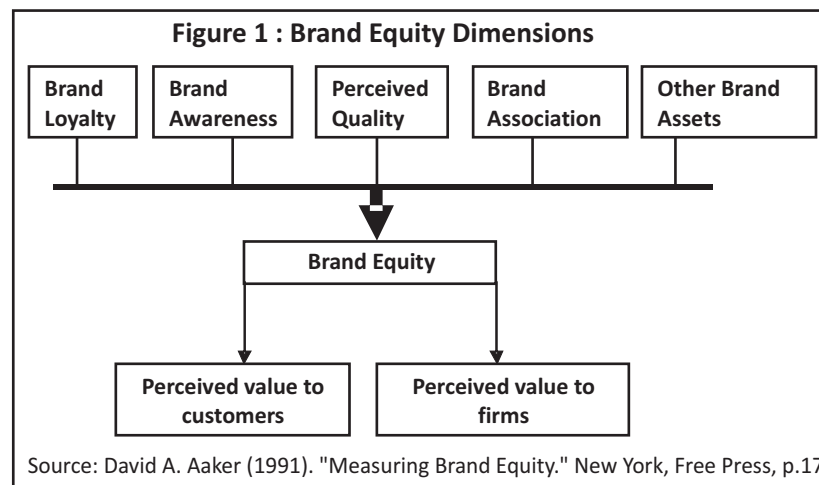 Figure 1 : Brand Equity Dimensions
Brand
Loyalty
Brand
Awareness
Perceived
Quality
Brand
Association
Other Brand
Assets
Brand Equity
Perceived value to
customers
Perceived value to
firms
Source: David A. Aaker (1991). "Measuring Brand Equity." New York, Free Press, p.17